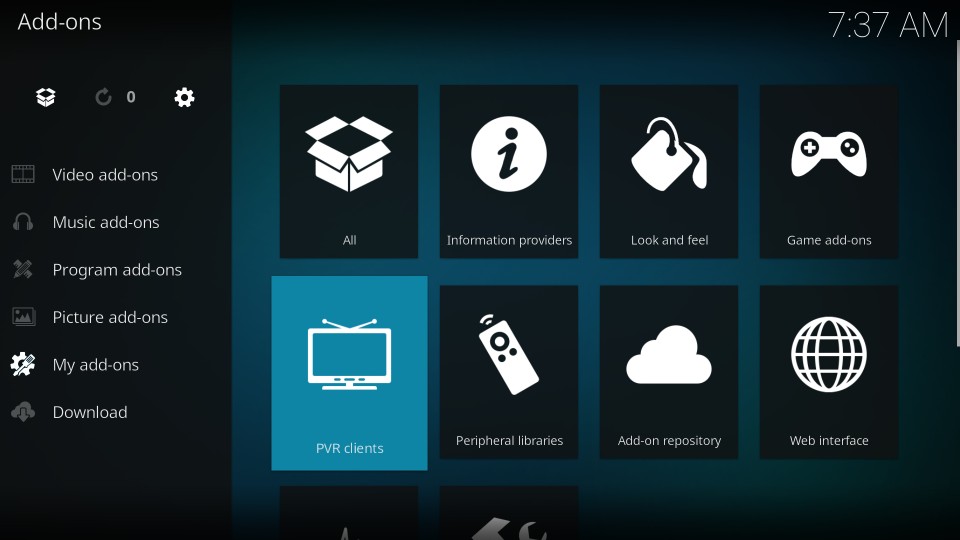 Add-ons
7:37 AM
0
Video add-ons
Music add-ons
Program add-ons
Picture add-ons
My add-ons
Download
All
Information providers
Look and feel
Game add-ons
PVR clients
Peripheral libraries
Add-on repository
Web interface